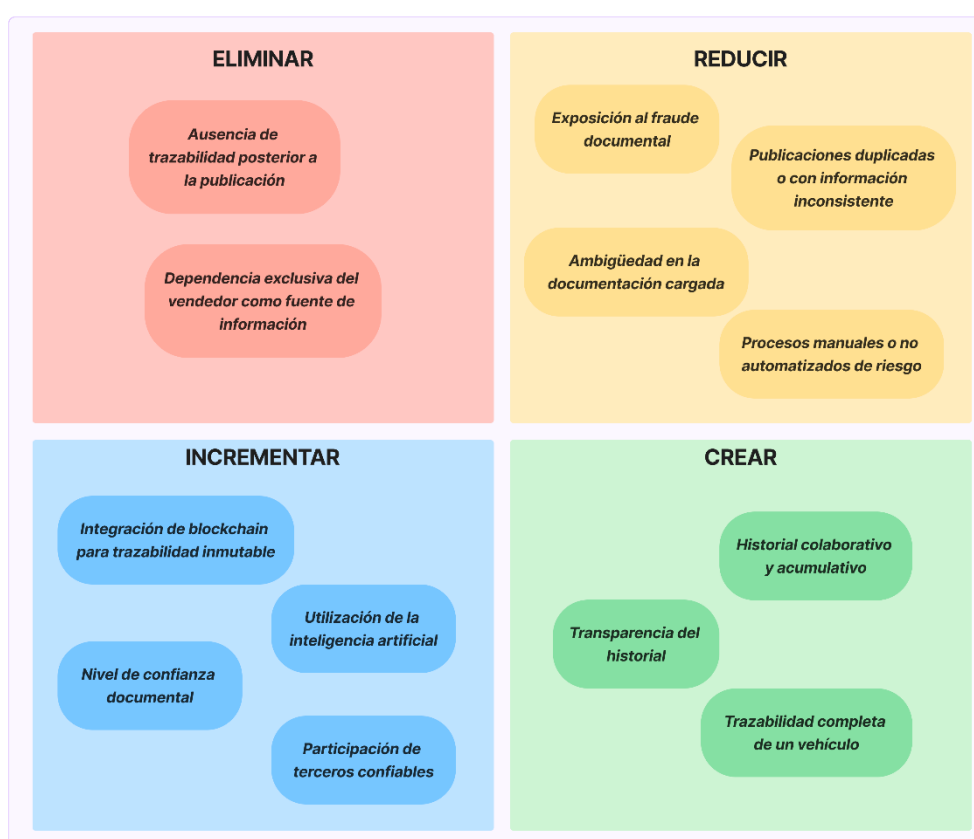 ELIMINAR
Ausencia de
trazabilidad posterior a
la publicación
Dependencia exclusiva del
vendedor como fuente de
información
REDUCIR
Exposición al fraude
documental
Publicaciones duplicadas
o con información
inconsistente
Ambigüedad en la
documentación cargada
Procesos manuales o no
automatizados de riesgo
INCREMENTAR
Integración de blockchain
para trazabilidad inmutable
Utilización de la
inteligencia artificial
Nivel de confianza
documental
Participación de
terceros confiables
CREAR
Historial colaborativo
y acumulativo
Transparencia del
historial
Trazabilidad completa
de un vehículo